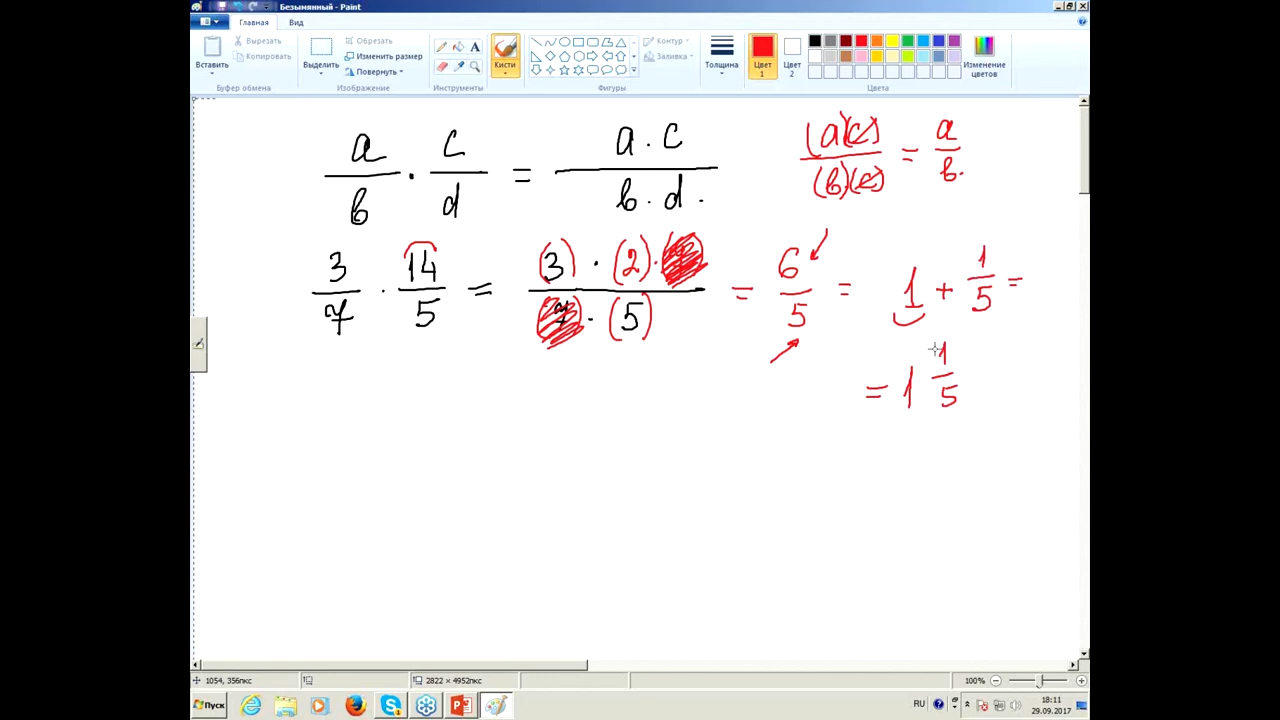 Безымянный - Paint
Главная Вид
Вставить
Вырезать
Копировать
Буфер обмена
Выделить
Обрезать
Изменить размер
Повернуть
Изображение
A
Инструменты
Кисти
Контур
Заливка
Фигуры
Толщина
Цвет 1
Цвет 2
Изменение цветов
Цвета
a/b · c/d = a · c / b · d.
(a)(c) / (b)(c) = a/b.
3/7 · 14/5 = (3) · (2) · / 7 · (5) = 6/5 = 1 + 1/5 =
= 1 1/5
1054, 356пкс
2822 × 4952пкс
100%
Пуск
RU
18:11
29.09.2017